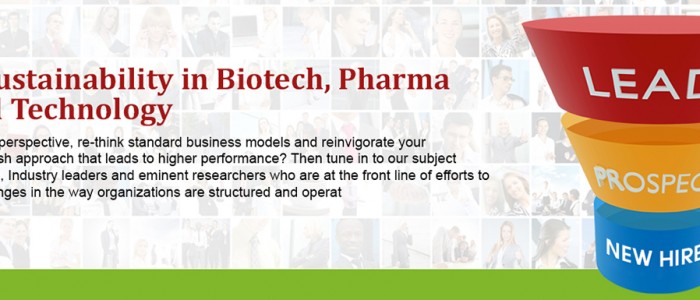 ustainability in Biotech, Pharma
Technology
perspective, re-think standard business models and reinvigorate your
sh approach that leads to higher performance? Then tune in to our subject
, Industry leaders and eminent researchers who are at the front line of efforts to
nges in the way organizations are structured and operat
LEAD
PROSPEC
NEW HIRE